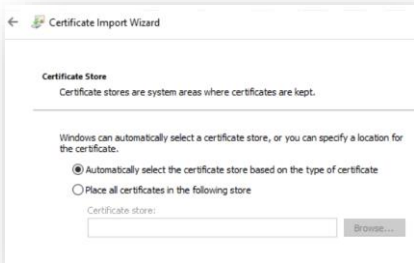 Certificate Import Wizard
Certificate Store
Certificate stores are system areas where certificates are kept.
Windows can automatically select a certificate store, or you can specify a location for
the certificate.
Automatically select the certificate store based on the type of certificate
Place all certificates in the following store
Certificate store:
Browse...